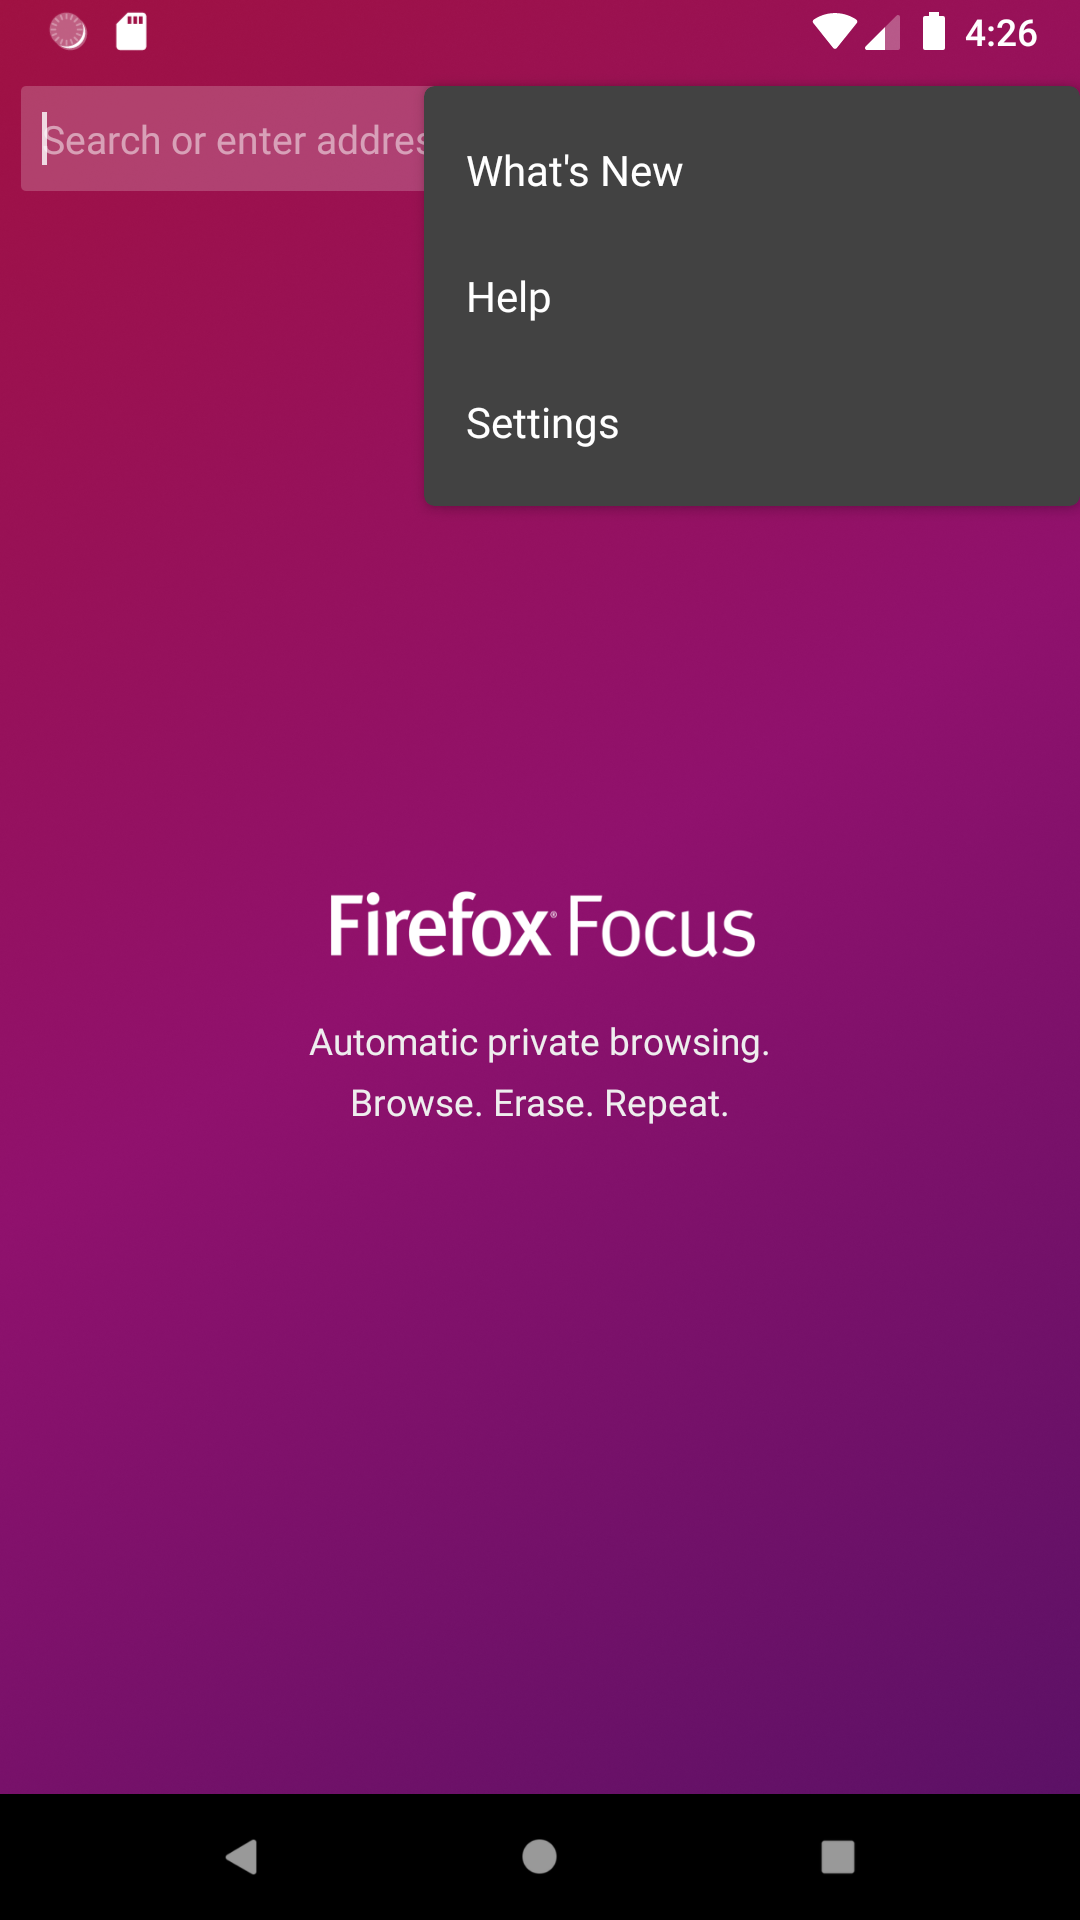 4:26
Search or enter addres
What's New
Help
Settings
Firefox Focus
Automatic private browsing.
Browse. Erase. Repeat.